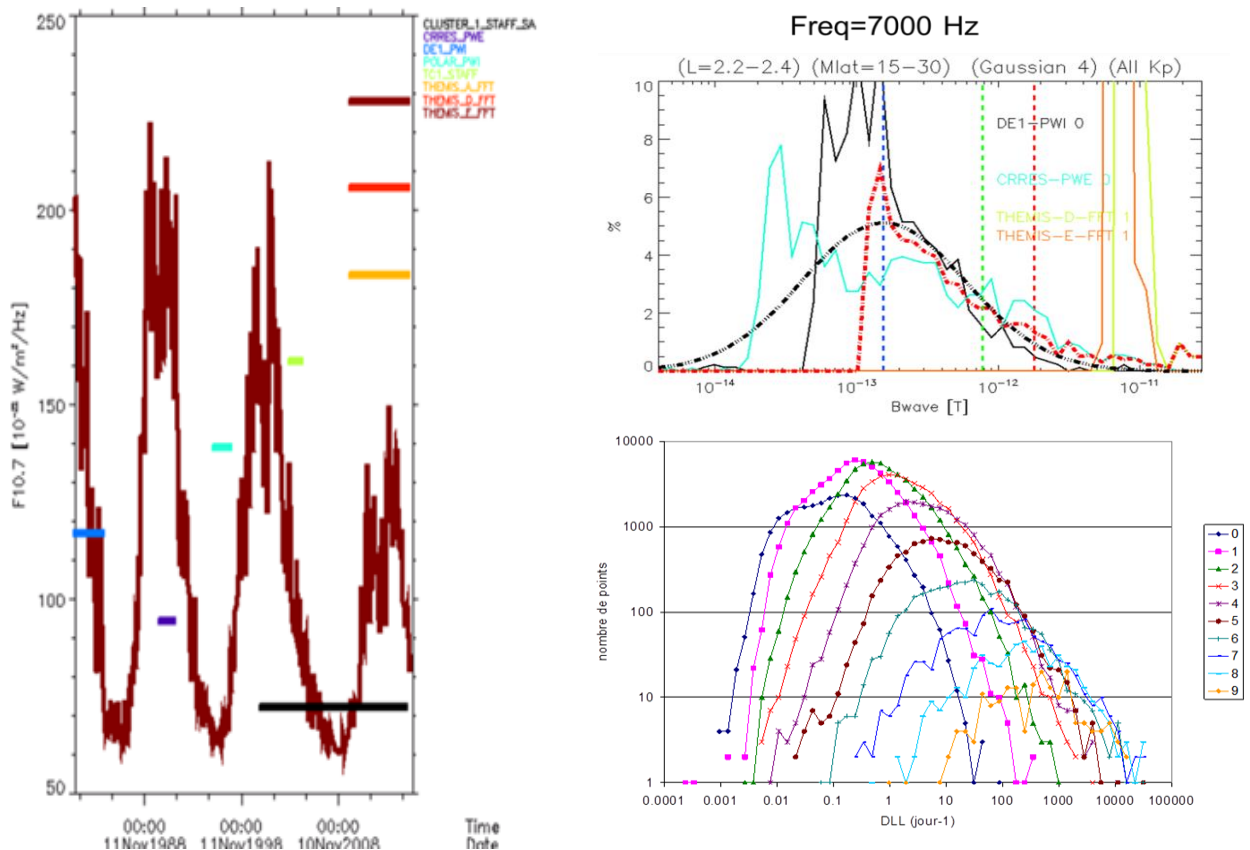 250
200
150
100
50
F10.7 [10⁻²² W/m²/Hz]
00:00
11Nov1988
00:00
11Nov1998
00:00
10Nov2008
Time
Date
CLUSTER_1_STAFF_SA
CRRES_PWE
DE1_PWI
POLAR_PWI
TC1_STAFF
THEMIS_A_FFT
THEMIS_D_FFT
THEMIS_E_FFT
Freq=7000 Hz
(L=2.2−2.4) (Mlat=15−30) (Gaussian 4) (All Kp)
10
8
6
4
2
0
%
DE1−PWI 0
CRRES−PWE 0
THEMIS−D−FFT 1
THEMIS−E−FFT 1
10⁻¹⁴
10⁻¹³
10⁻¹²
10⁻¹¹
Bwave [T]
10000
1000
100
10
1
nombre de points
0.0001
0.001
0.01
0.1
1
10
100
1000
10000
100000
DLL (jour-1)
0
1
2
3
4
5
6
7
8
9